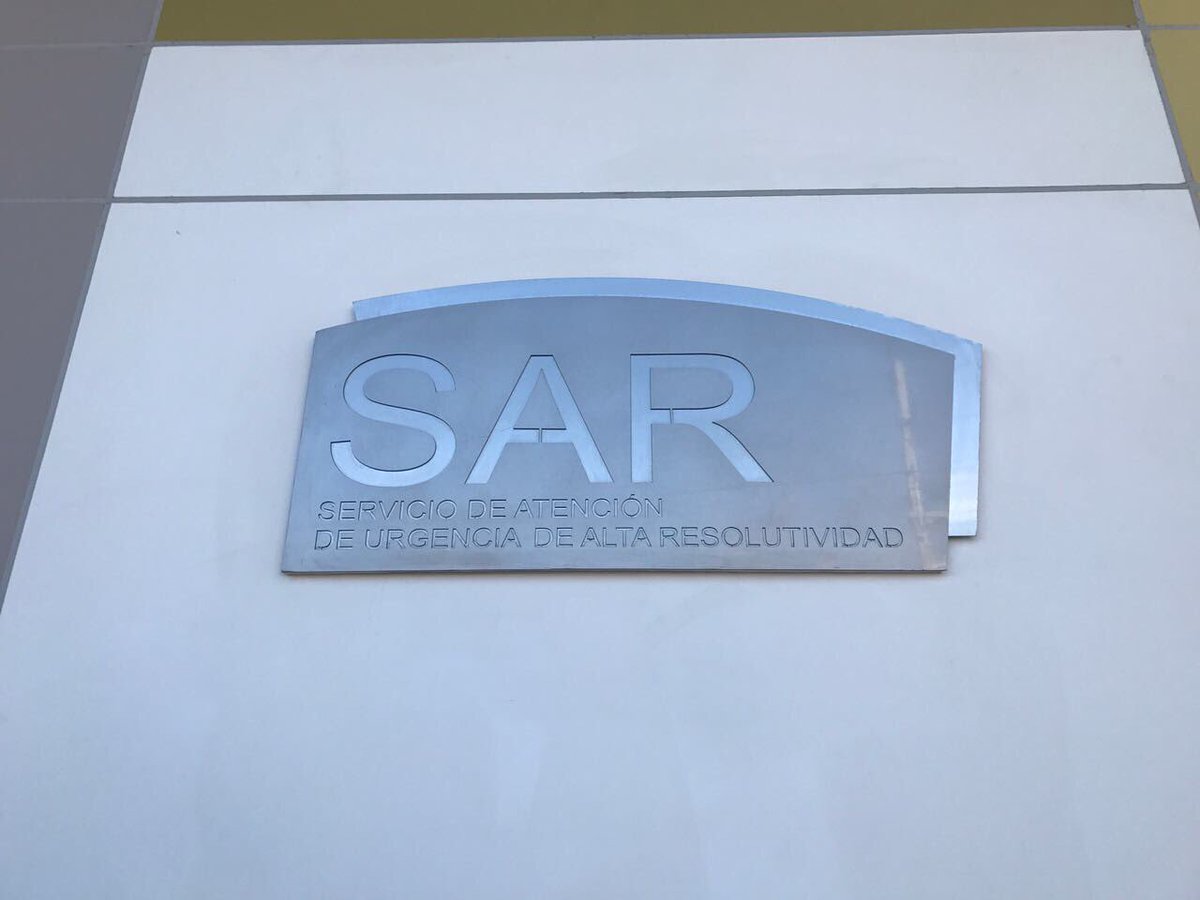 SAR
SERVICIO DE ATENCIÓN
DE URGENCIA DE ALTA RESOLUTIVIDAD